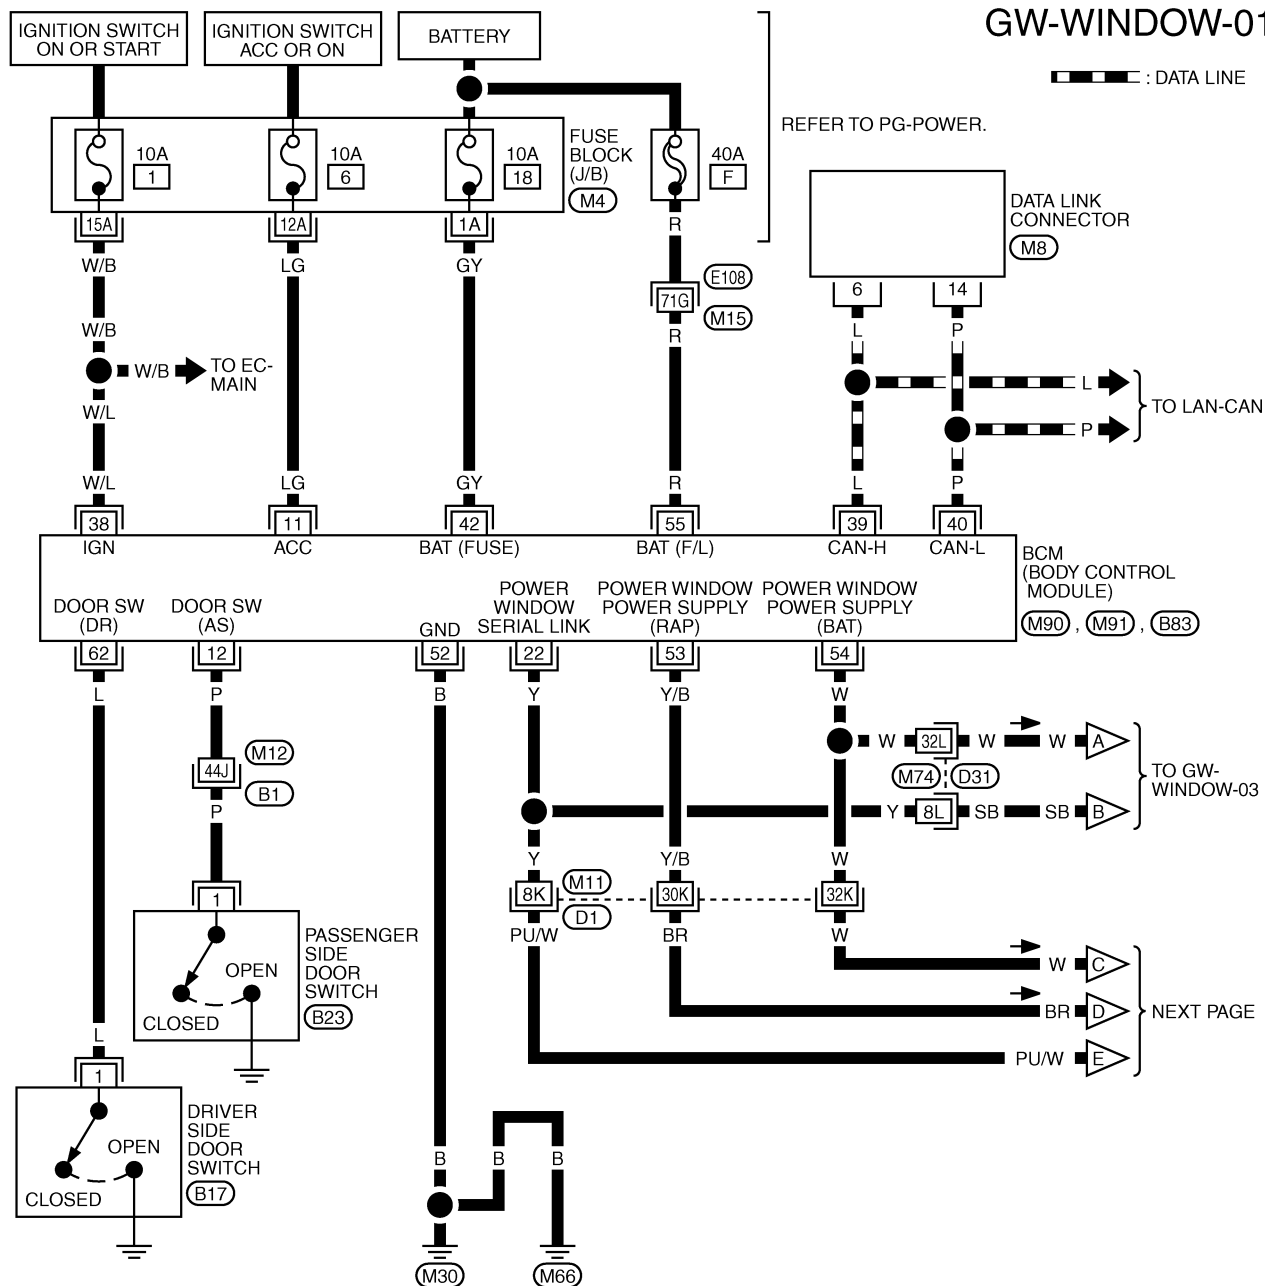 GW-WINDOW-01
IGNITION SWITCH
ON OR START
IGNITION SWITCH
ACC OR ON
BATTERY
: DATA LINE
REFER TO PG-POWER.
10A
1
10A
6
10A
18
FUSE
BLOCK
(J/B)
M4
40A
F
15A
12A
1A
R
DATA LINK
CONNECTOR
M8
W/B
LG
GY
E108
71G
M15
6
14
W/B
R
L
P
W/B
TO EC-
MAIN
L
P
TO LAN-CAN
W/L
W/L
LG
GY
R
L
P
38
11
42
55
39
40
IGN
ACC
BAT (FUSE)
BAT (F/L)
CAN-H
CAN-L
BCM
(BODY CONTROL
MODULE)
M90 , M91 , B83
DOOR SW
(DR)
DOOR SW
(AS)
GND
POWER
WINDOW
SERIAL LINK
POWER WINDOW
POWER SUPPLY
(RAP)
POWER WINDOW
POWER SUPPLY
(BAT)
62
12
52
22
53
54
L
P
B
Y
Y/B
W
W
32L
W
W
A
M74
D31
Y
8L
SB
SB
B
TO GW-
WINDOW-03
M12
44J
B1
P
Y
Y/B
W
8K
M11
D1
30K
32K
PU/W
BR
W
W
C
BR
D
PU/W
E
NEXT PAGE
1
PASSENGER
SIDE
DOOR
SWITCH
B23
OPEN
CLOSED
L
1
DRIVER
SIDE
DOOR
SWITCH
B17
OPEN
CLOSED
B
B
B
M30
M66